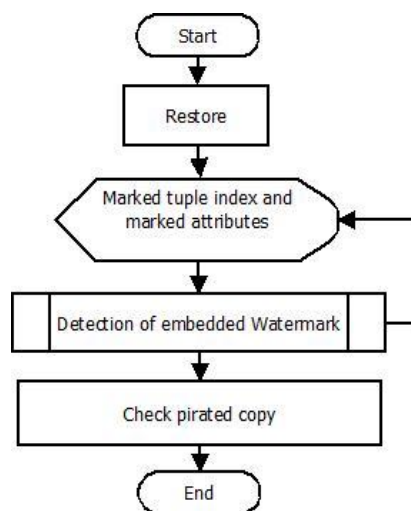 Start
Restore
Marked tuple index and
marked attributes
Detection of embedded Watermark
Check pirated copy
End